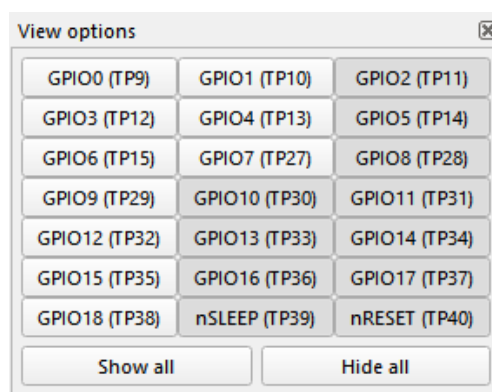 View options
GPIO0 (TP9) GPIO1 (TP10) GPIO2 (TP11)
GPIO3 (TP12) GPIO4 (TP13) GPIO5 (TP14)
GPIO6 (TP15) GPIO7 (TP27) GPIO8 (TP28)
GPIO9 (TP29) GPIO10 (TP30) GPIO11 (TP31)
GPIO12 (TP32) GPIO13 (TP33) GPIO14 (TP34)
GPIO15 (TP35) GPIO16 (TP36) GPIO17 (TP37)
GPIO18 (TP38) nSLEEP (TP39) nRESET (TP40)
Show all Hide all